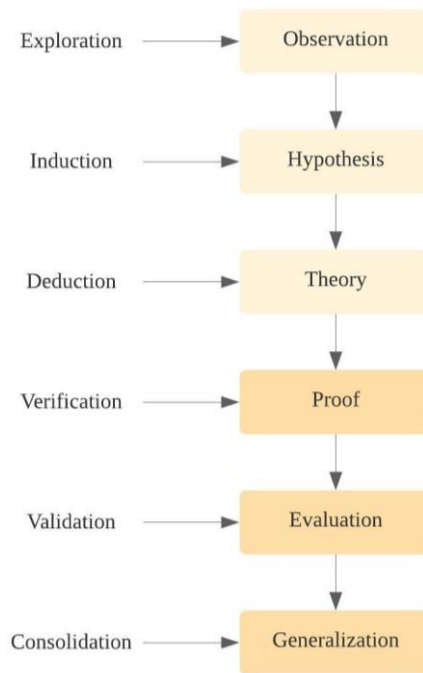 Exploration
Observation
Induction
Hypothesis
Deduction
Theory
Verification
Proof
Validation
Evaluation
Consolidation
Generalization